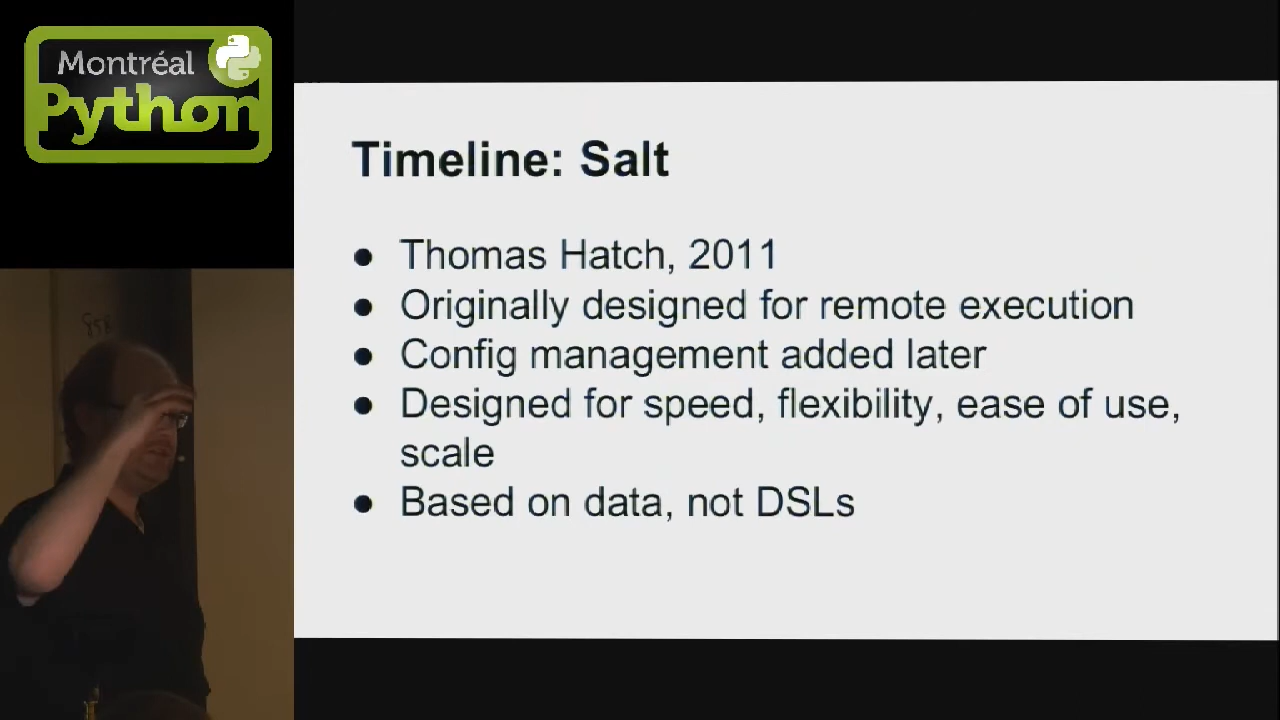 Montréal
Python
Timeline: Salt
● Thomas Hatch, 2011
● Originally designed for remote execution
● Config management added later
● Designed for speed, flexibility, ease of use,
scale
● Based on data, not DSLs
858